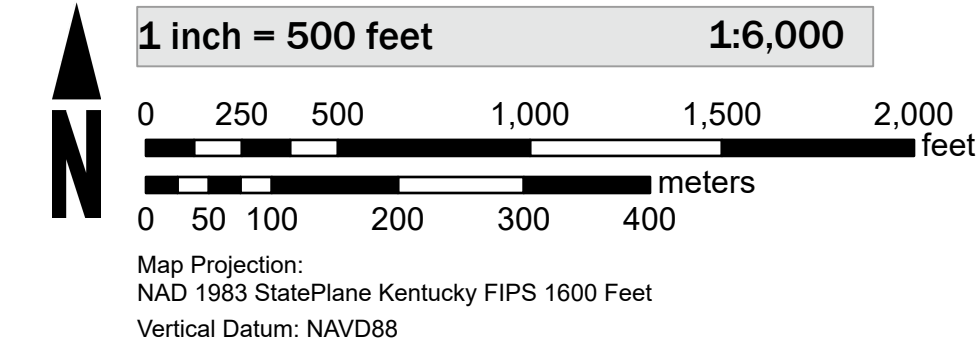 1 inch = 500 feet 1:6,000
0 250 500 1,000 1,500 2,000
feet
meters
0 50 100 200 300 400
N
Map Projection:
NAD 1983 StatePlane Kentucky FIPS 1600 Feet
Vertical Datum: NAVD88